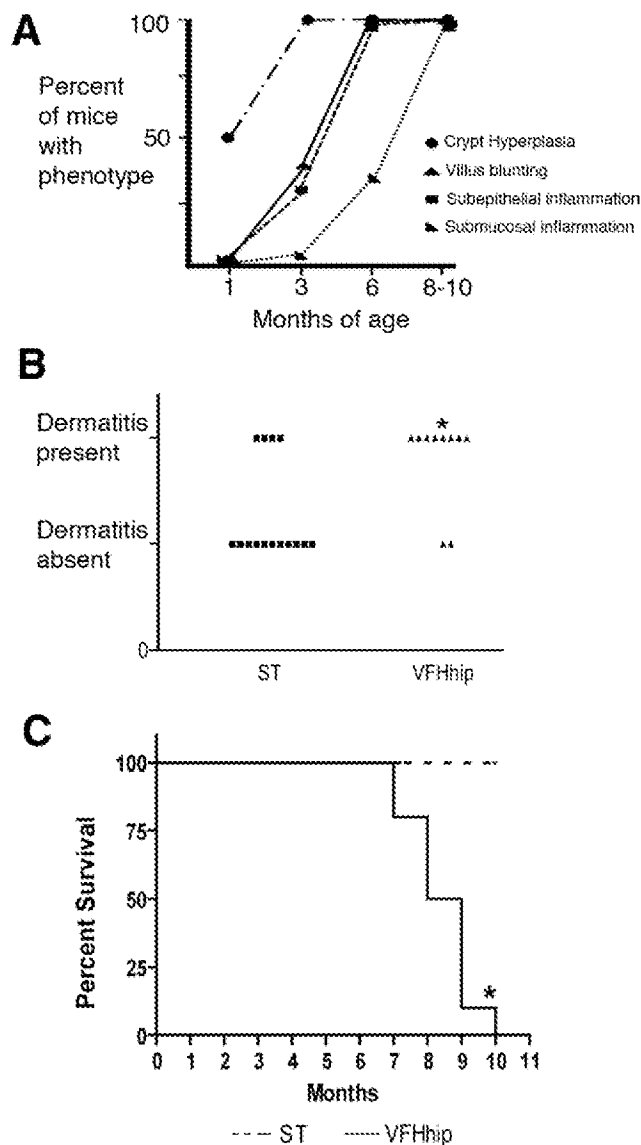 A
100
Percent
of mice
with
phenotype
50
Crypt Hyperplasia
Villus blunting
Subepithelial inflammation
Submucosal inflammation
1 3 6 8-10
Months of age
B
Dermatitis
present
*
Dermatitis
absent
0
ST VFHhip
C
100
75
50
25
0
Percent Survival
*
0 1 2 3 4 5 6 7 8 9 10 11
Months
ST VFHhip